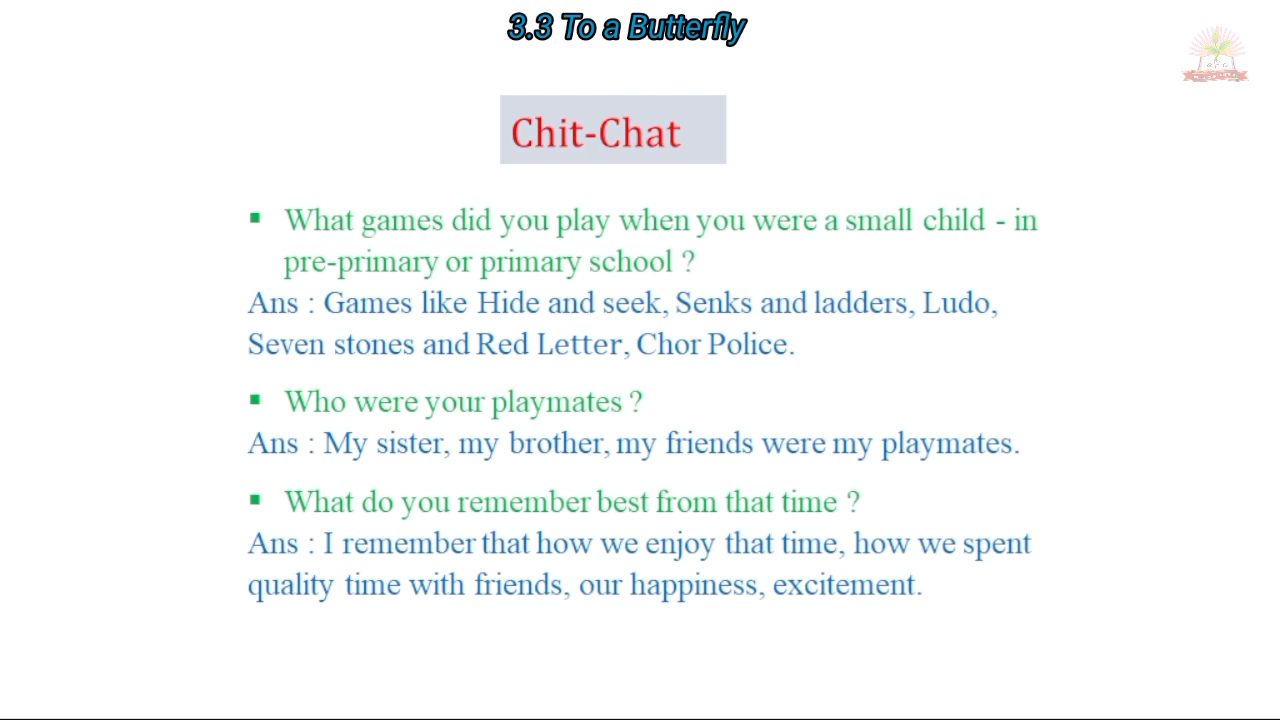 3.3 To a Butterfly
Chit-Chat
▪ What games did you play when you were a small child - in
pre-primary or primary school ?
Ans : Games like Hide and seek, Senks and ladders, Ludo,
Seven stones and Red Letter, Chor Police.
▪ Who were your playmates ?
Ans : My sister, my brother, my friends were my playmates.
▪ What do you remember best from that time ?
Ans : I remember that how we enjoy that time, how we spent
quality time with friends, our happiness, excitement.